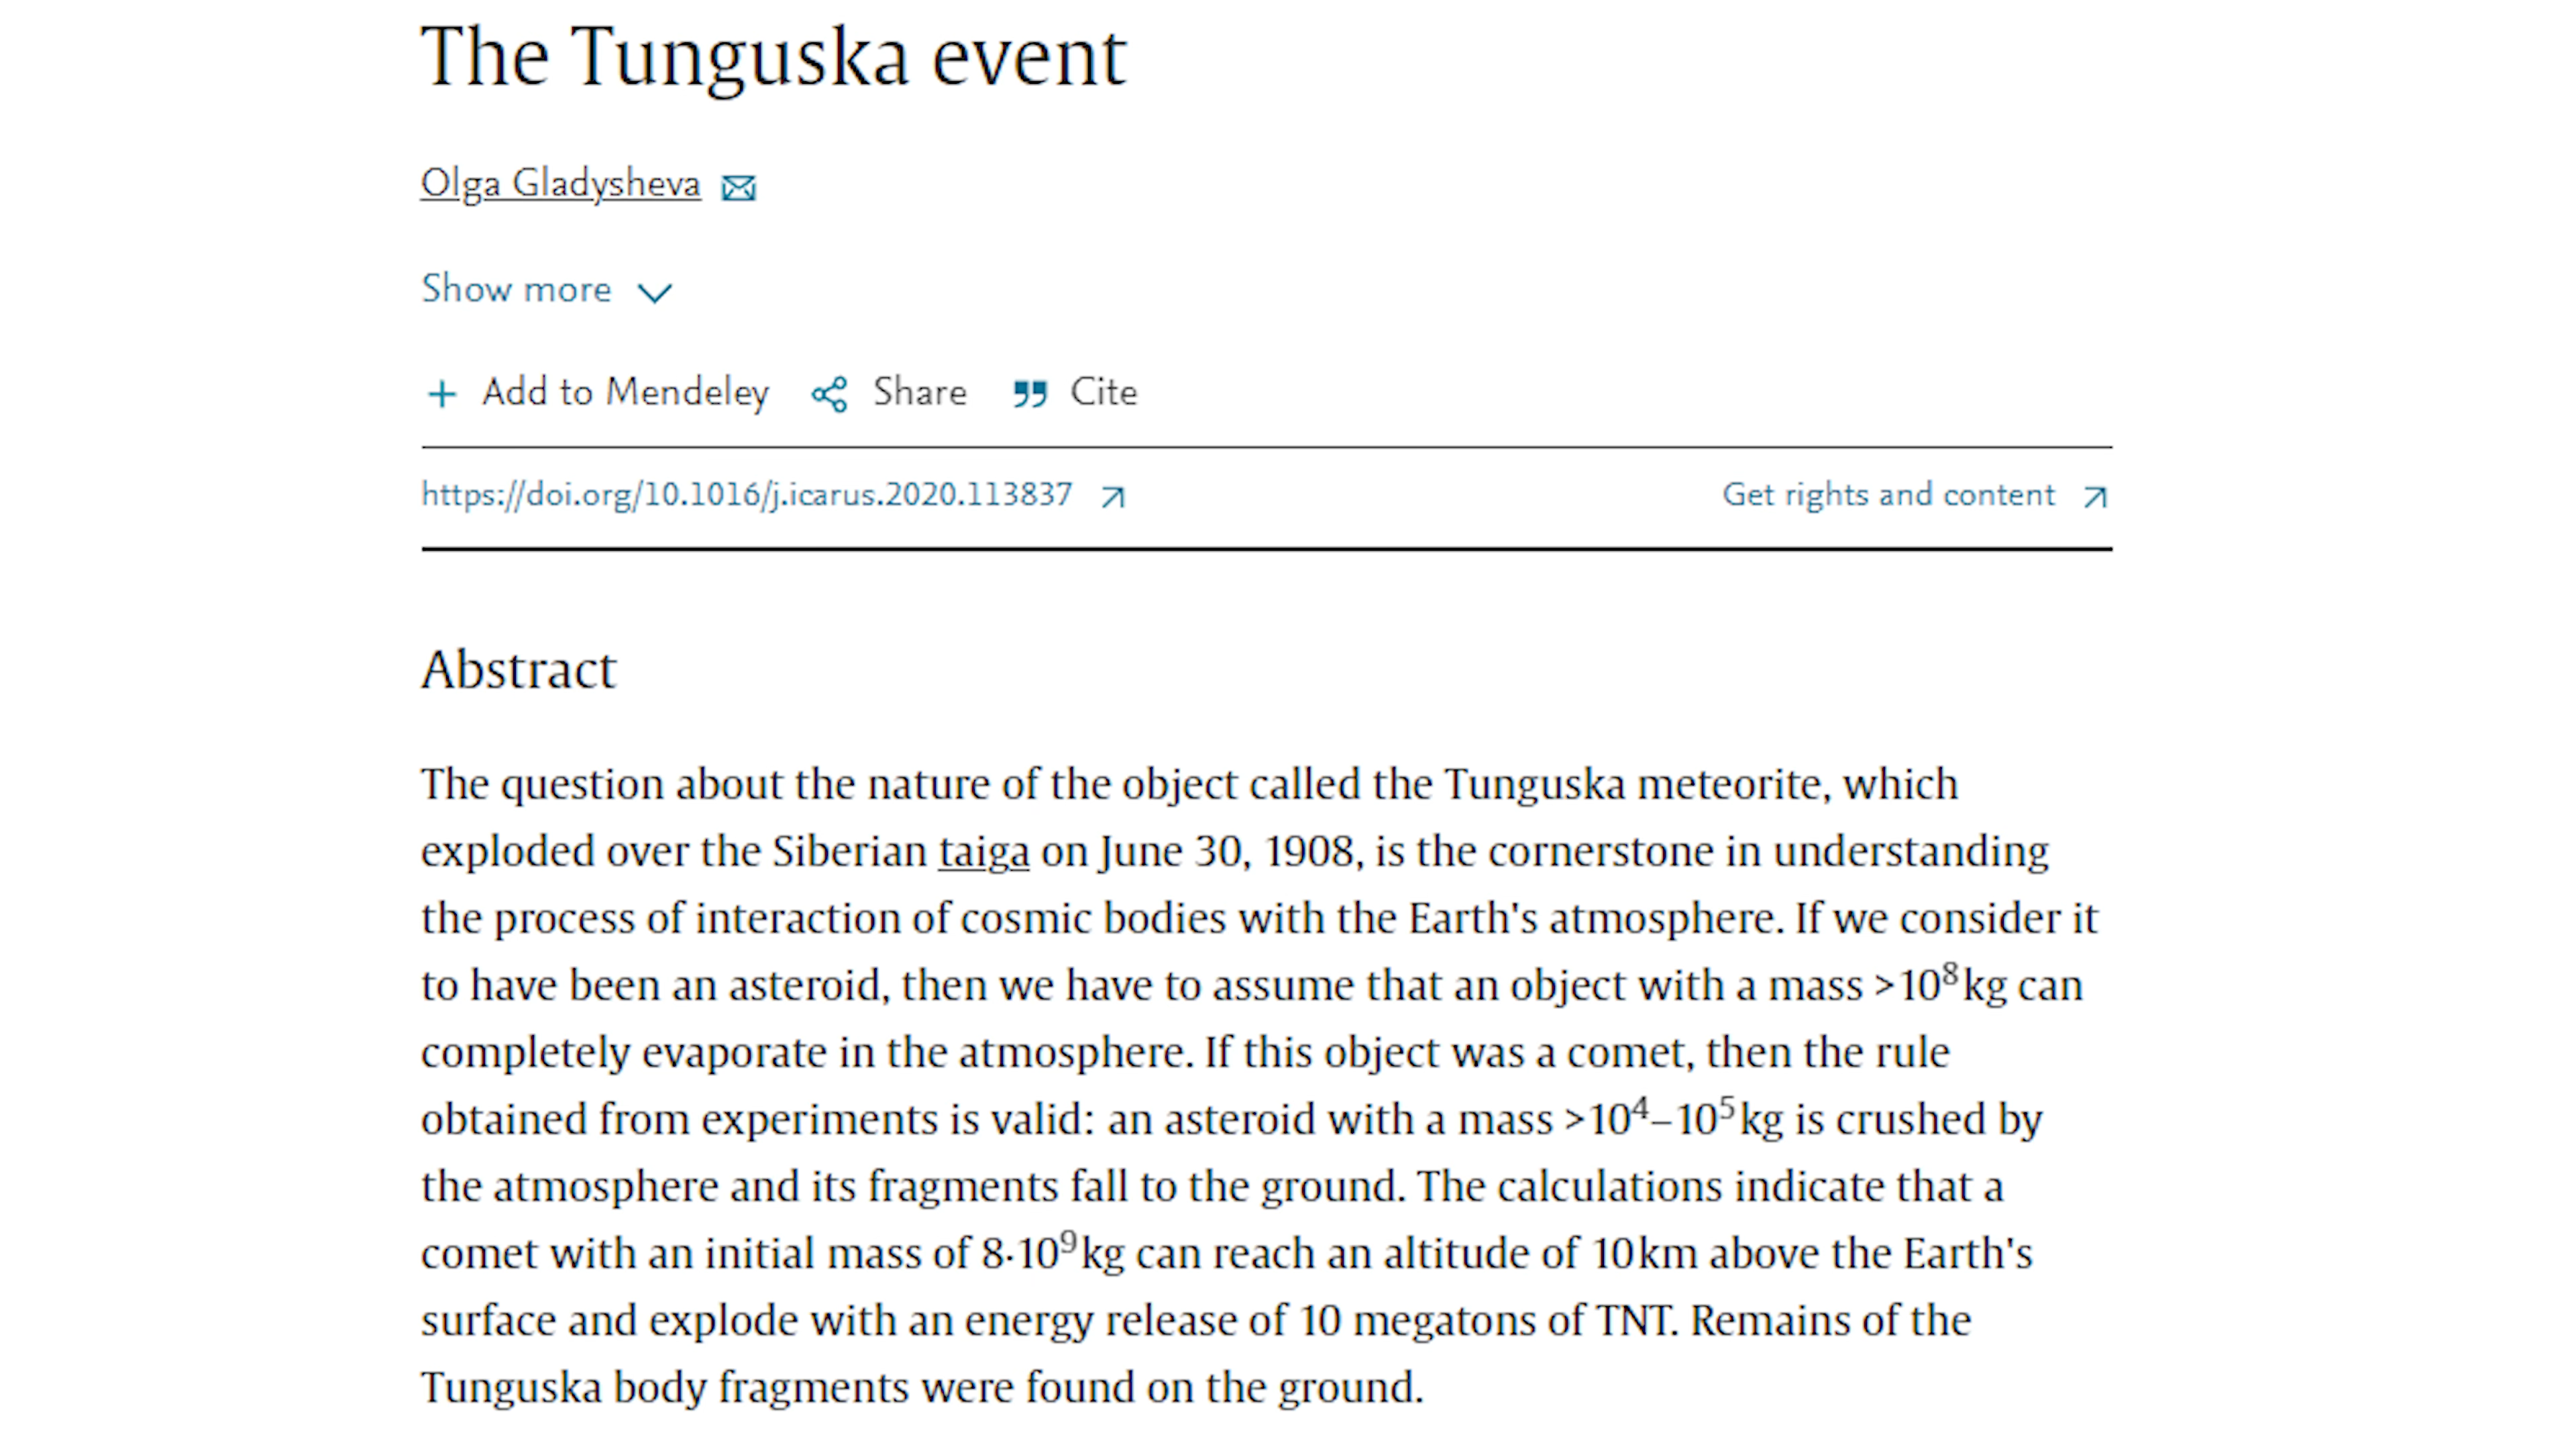 The Tunguska event
Olga Gladysheva
Show more
Add to Mendeley Share Cite
https://doi.org/10.1016/j.icarus.2020.113837 Get rights and content
Abstract
The question about the nature of the object called the Tunguska meteorite, which
exploded over the Siberian taiga on June 30, 1908, is the cornerstone in understanding
the process of interaction of cosmic bodies with the Earth's atmosphere. If we consider it
to have been an asteroid, then we have to assume that an object with a mass >10⁸ kg can
completely evaporate in the atmosphere. If this object was a comet, then the rule
obtained from experiments is valid: an asteroid with a mass >10⁴–10⁵ kg is crushed by
the atmosphere and its fragments fall to the ground. The calculations indicate that a
comet with an initial mass of 8·10⁹ kg can reach an altitude of 10 km above the Earth's
surface and explode with an energy release of 10 megatons of TNT. Remains of the
Tunguska body fragments were found on the ground.